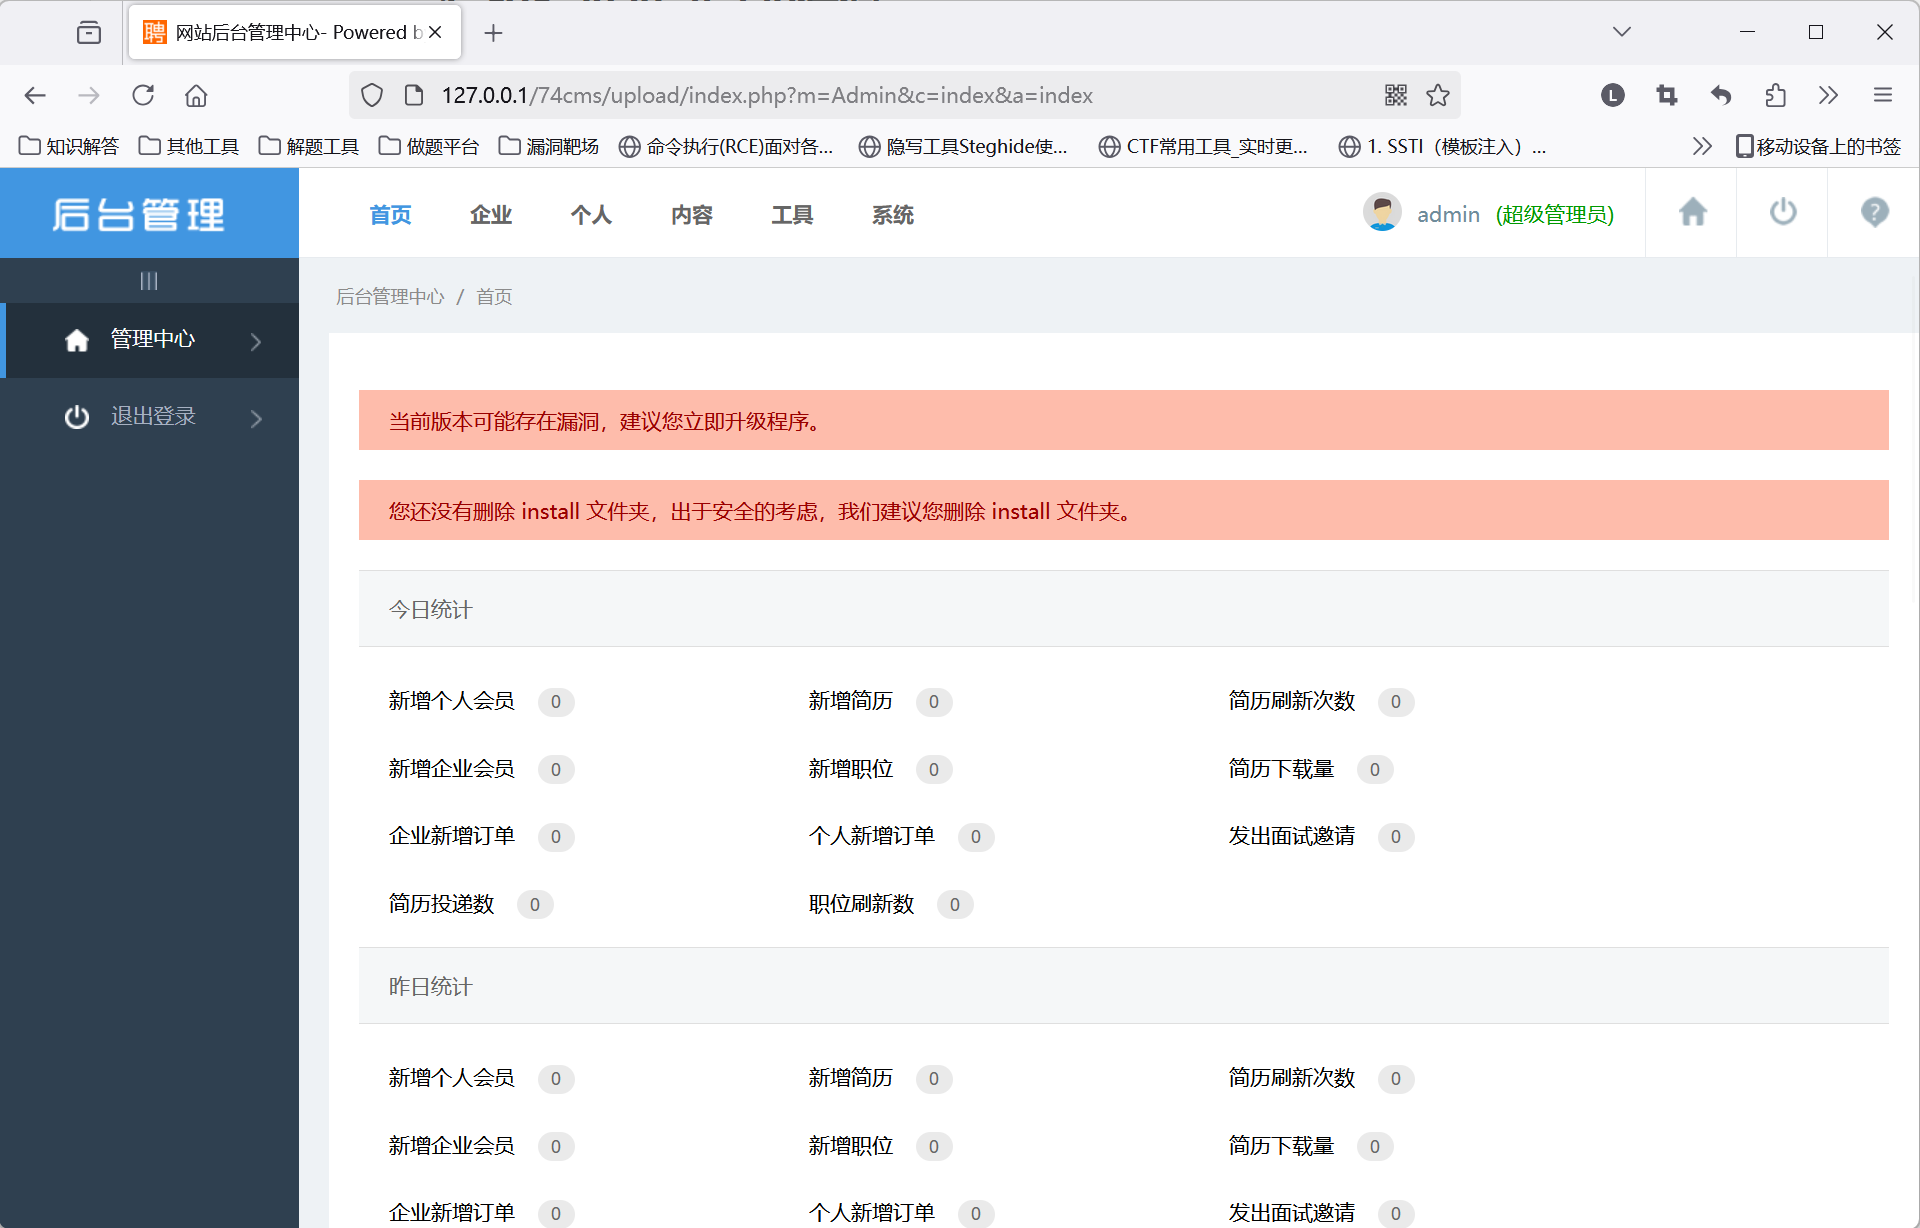 聘 网站后台管理中心- Powered b
127.0.0.1/74cms/upload/index.php?m=Admin&c=index&a=index
L
知识解答 其他工具 解题工具 做题平台 漏洞靶场 命令执行(RCE)面对各... 隐写工具Steghide使... CTF常用工具_实时更... 1. SSTI（模板注入）... 移动设备上的书签
后台管理 首页 企业 个人 内容 工具 系统 admin (超级管理员)
后台管理中心 / 首页
管理中心
退出登录
当前版本可能存在漏洞，建议您立即升级程序。
您还没有删除 install 文件夹，出于安全的考虑，我们建议您删除 install 文件夹。
今日统计
新增个人会员 0 新增简历 0 简历刷新次数 0
新增企业会员 0 新增职位 0 简历下载量 0
企业新增订单 0 个人新增订单 0 发出面试邀请 0
简历投递数 0 职位刷新数 0
昨日统计
新增个人会员 0 新增简历 0 简历刷新次数 0
新增企业会员 0 新增职位 0 简历下载量 0
企业新增订单 0 个人新增订单 0 发出面试邀请 0